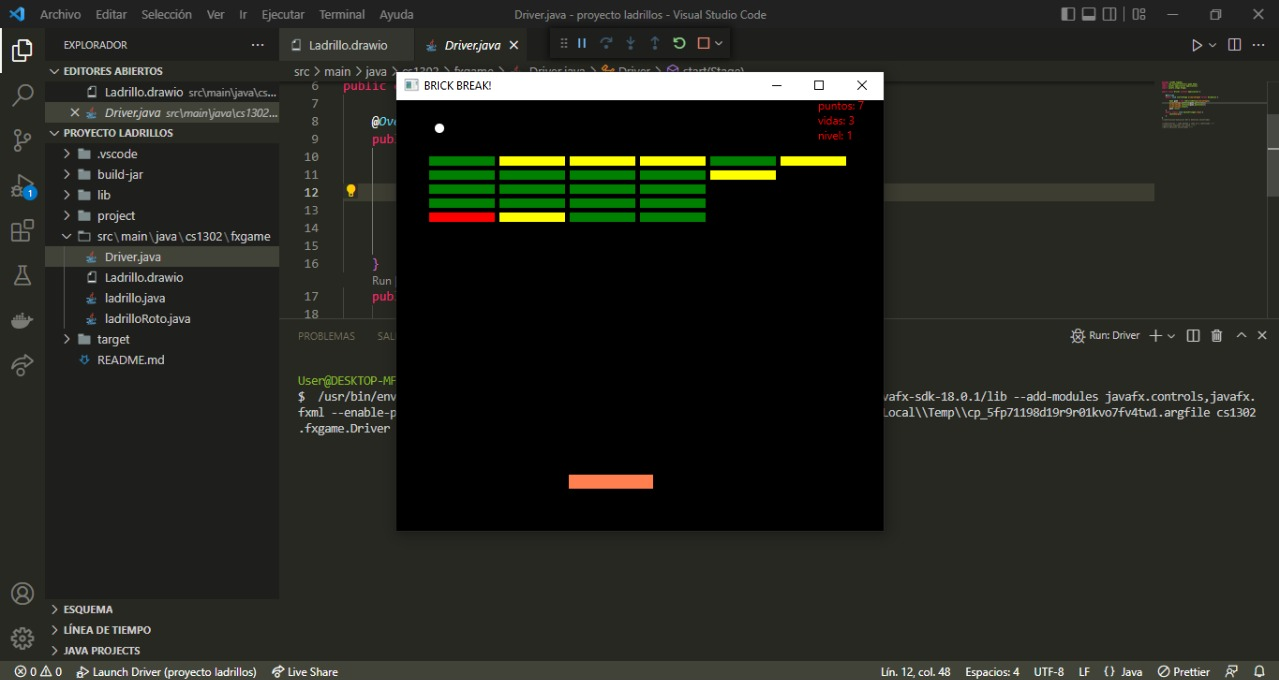 Archivo Editar Selección Ver Ir Ejecutar Terminal Ayuda Driver.java - proyecto ladrillos - Visual Studio Code
EXPLORADOR ···
Ladrillo.drawio Driver.java
EDITORES ABIERTOS
Ladrillo.drawio src\main\java\cs...
Driver.java src\main\java\cs1302...
PROYECTO LADRILLOS
.vscode
build-jar
lib
project
src\main\java\cs1302\fxgame
Driver.java
Ladrillo.drawio
ladrillo.java
ladrilloRoto.java
target
README.md
ESQUEMA
LÍNEA DE TIEMPO
JAVA PROJECTS
1
src > main > java > cs1302 > fxgame > Driver.java > Driver > start(Stage)
6 public
7
8 @Ove
9 pub
10
11
12
13
14
15
16 }
Run |
17 pub
18
BRICK BREAK!
puntos: 7
vidas: 3
nivel: 1
PROBLEMAS SAL
Run: Driver
User@DESKTOP-MF
$ /usr/bin/env vafx-sdk-18.0.1/lib --add-modules javafx.controls,javafx.
fxml --enable-p ocal\\Temp\\cp_5fp71198d19r9r01kvo7fv4tw1.argfile cs1302
.fxgame.Driver
0 0 Launch Driver (proyecto ladrillos) Live Share Lín. 12, col. 48 Espacios: 4 UTF-8 LF {} Java Prettier